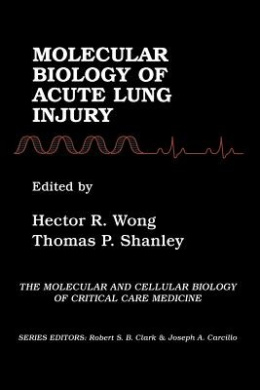 MOLECULAR
BIOLOGY OF
ACUTE LUNG
INJURY
Edited by
Hector R. Wong
Thomas P. Shanley
THE MOLECULAR AND CELLULAR BIOLOGY
OF CRITICAL CARE MEDICINE
SERIES EDITORS: Robert S. B. Clark & Joseph A. Carcillo